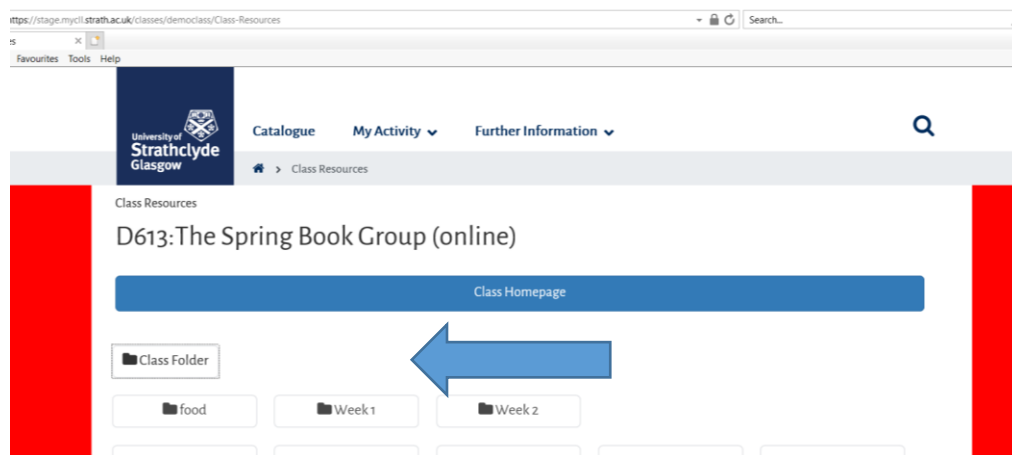 https://stage.mycll.strath.ac.uk/classes/democlass/Class-Resources
Search...
es
Favourites Tools Help
University of
Strathclyde
Glasgow
Catalogue My Activity Further Information
Class Resources
Class Resources
D613:The Spring Book Group (online)
Class Homepage
Class Folder
food Week 1 Week 2